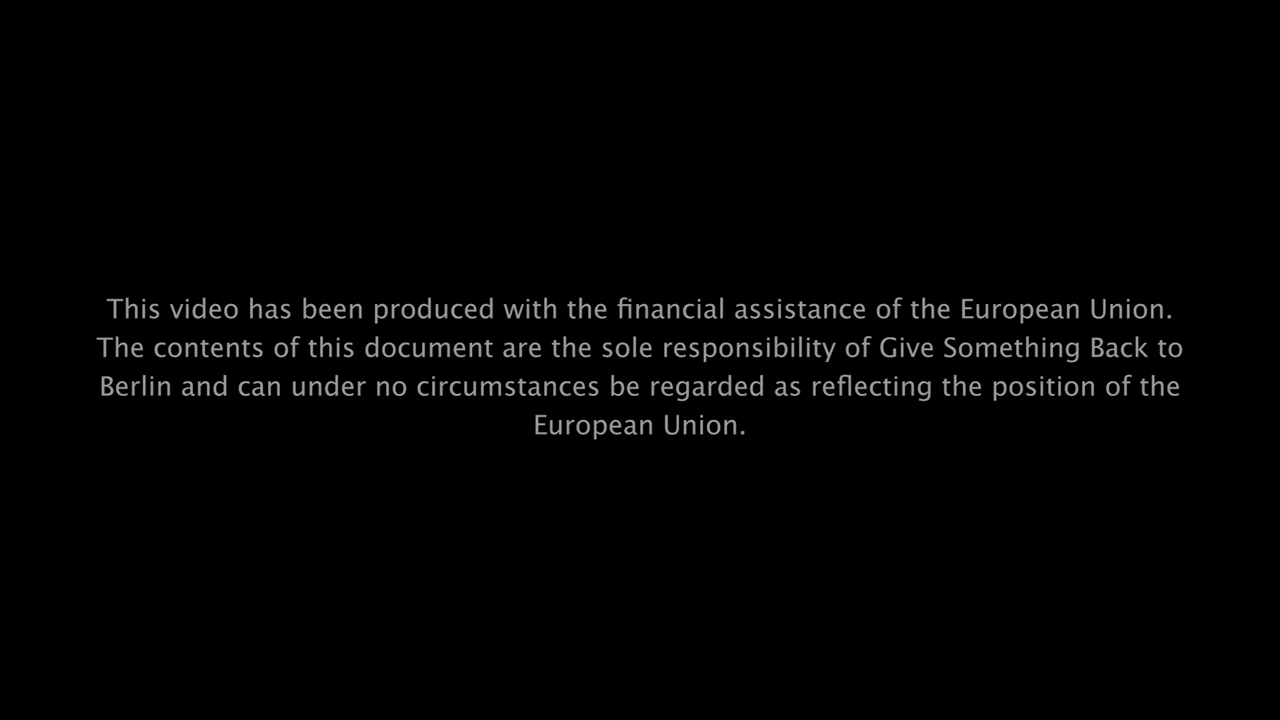 This video has been produced with the financial assistance of the European Union.
The contents of this document are the sole responsibility of Give Something Back to
Berlin and can under no circumstances be regarded as reflecting the position of the
European Union.